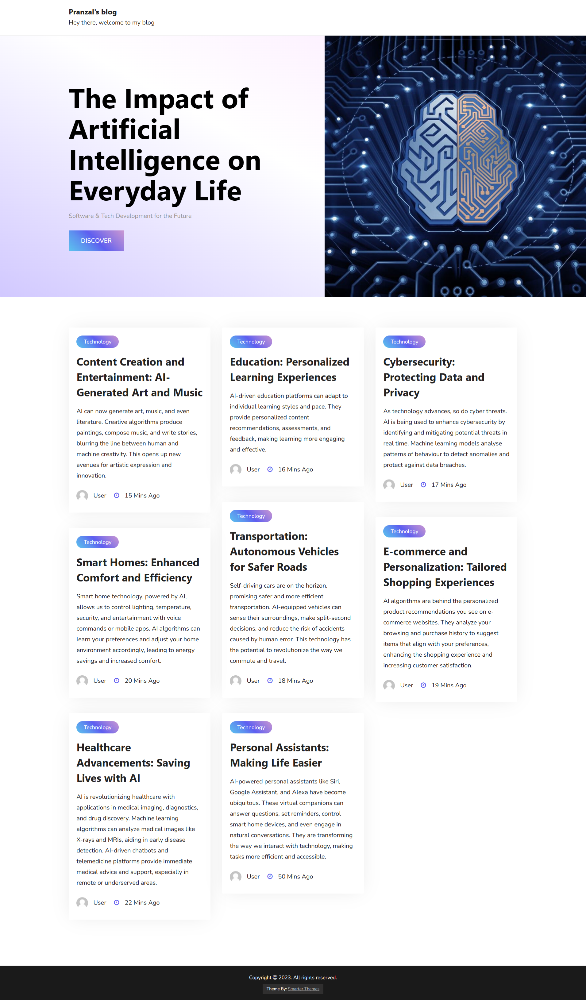 Pranzal's blog
Hey there, welcome to my blog
The Impact of
Artificial
Intelligence on
Everyday Life
Software & Tech Development for the Future
DISCOVER
Technology
Content Creation and
Entertainment: AI-
Generated Art and Music
AI can now generate art, music, and even
literature. Creative algorithms produce
paintings, compose music, and write stories,
blurring the line between human and
machine creativity. This opens up new
avenues for artistic expression and
innovation.
User 15 Mins Ago
Technology
Education: Personalized
Learning Experiences
AI-driven education platforms can adapt to
individual learning styles and pace. They
provide personalized content
recommendations, assessments, and
feedback, making learning more engaging
and effective.
User 16 Mins Ago
Technology
Cybersecurity:
Protecting Data and
Privacy
As technology advances, so do cyber threats.
AI is being used to enhance cybersecurity by
identifying and mitigating potential threats in
real time. Machine learning models analyse
patterns of behaviour to detect anomalies and
protect against data breaches.
User 17 Mins Ago
Technology
Transportation:
Autonomous Vehicles
for Safer Roads
Self-driving cars are on the horizon,
promising safer and more efficient
transportation. AI-equipped vehicles can
sense their surroundings, make split-second
decisions, and reduce the risk of accidents
caused by human error. This technology has
the potential to revolutionize the way we
commute and travel.
User 18 Mins Ago
Technology
E-commerce and
Personalization: Tailored
Shopping Experiences
AI algorithms are behind the personalized
product recommendations you see on e-
commerce websites. They analyze your
browsing and purchase history to suggest
items that align with your preferences,
enhancing the shopping experience and
increasing customer satisfaction.
User 19 Mins Ago
Technology
Smart Homes: Enhanced
Comfort and Efficiency
Smart home technology, powered by AI,
allows us to control lighting, temperature,
security, and entertainment with voice
commands or mobile apps. AI algorithms can
learn your preferences and adjust your home
environment accordingly, leading to energy
savings and increased comfort.
User 20 Mins Ago
Technology
Healthcare
Advancements: Saving
Lives with AI
AI is revolutionizing healthcare with
applications in medical imaging, diagnostics,
and drug discovery. Machine learning
algorithms can analyze medical images like
X-rays and MRIs, aiding in early disease
detection. AI-driven chatbots and
telemedicine platforms provide immediate
medical advice and support, especially in
remote or underserved areas.
User 22 Mins Ago
Technology
Personal Assistants:
Making Life Easier
AI-powered personal assistants like Siri,
Google Assistant, and Alexa have become
ubiquitous. These virtual companions can
answer questions, set reminders, control
smart home devices, and even engage in
natural conversations. They are transforming
the way we interact with technology, making
tasks more efficient and accessible.
User 50 Mins Ago
Copyright © 2023. All rights reserved.
Theme By: Smarter Themes